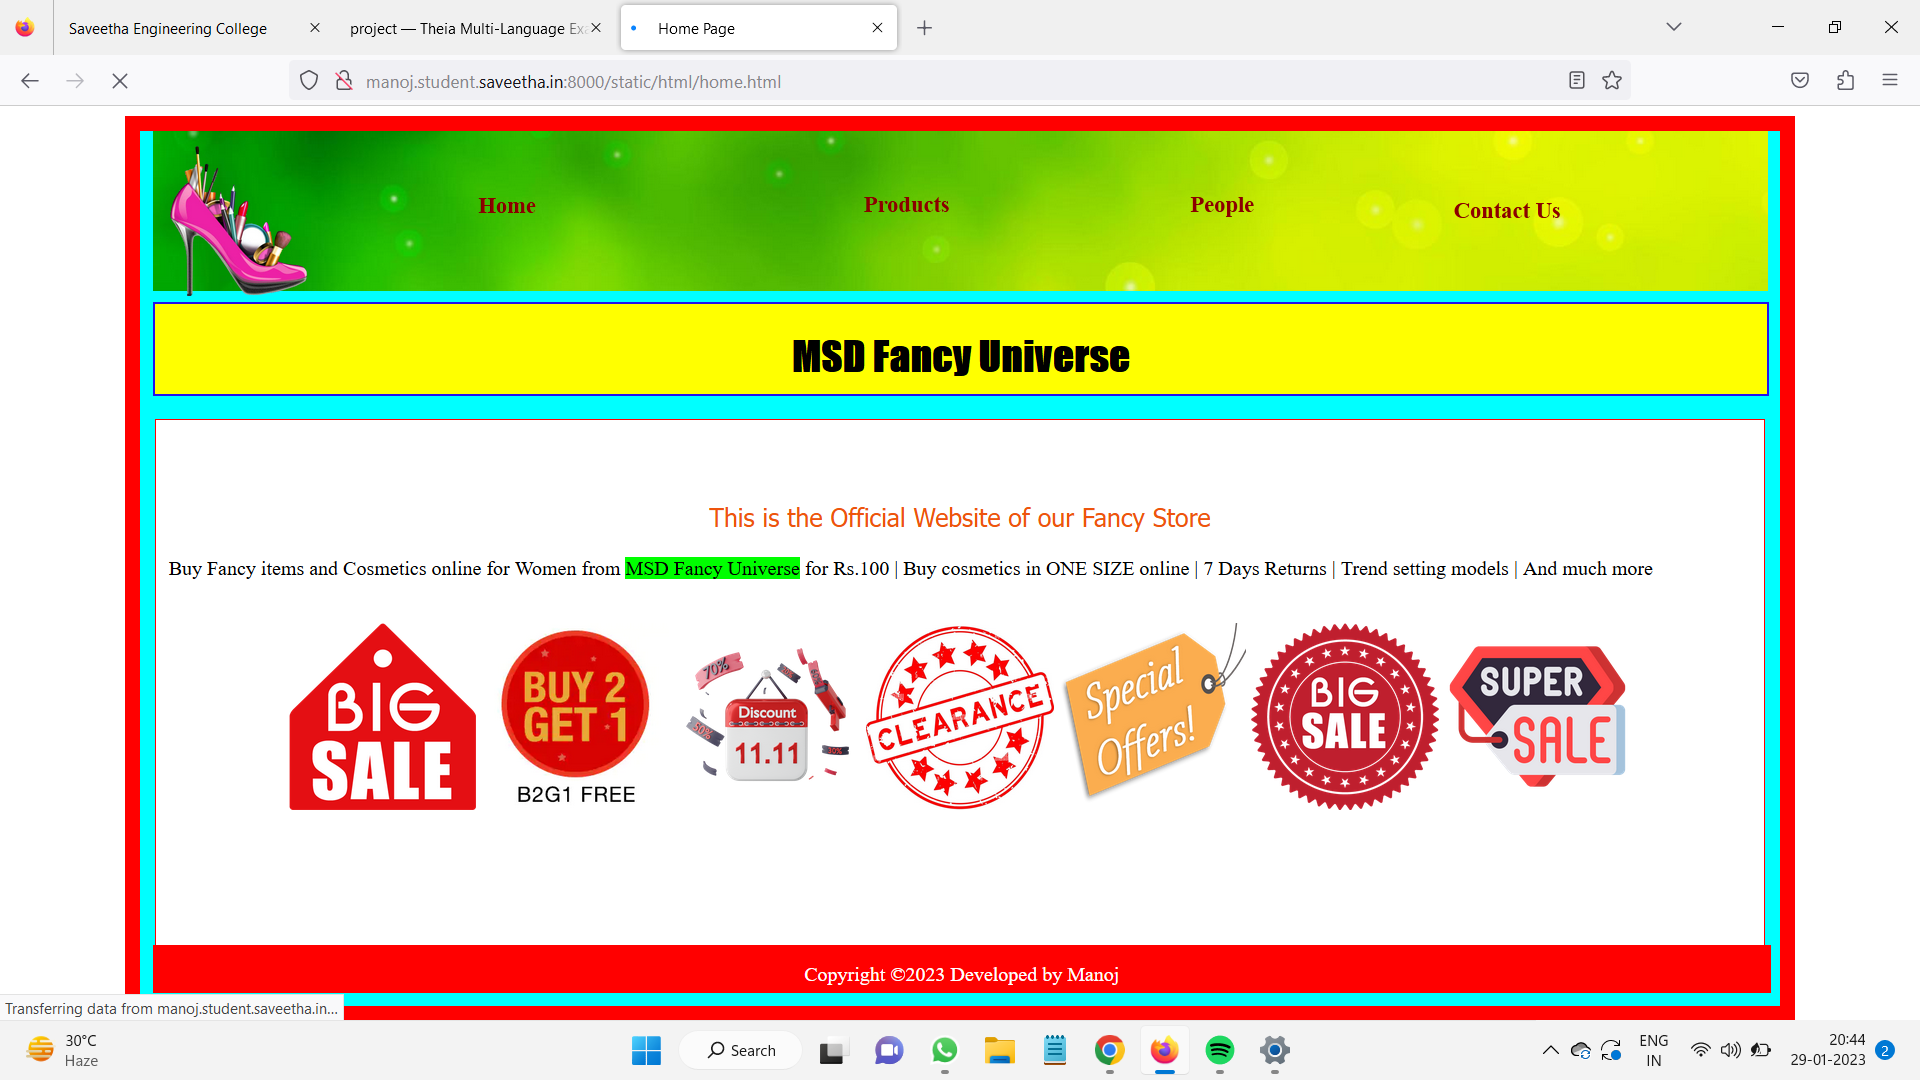 Saveetha Engineering College
project — Theia Multi-Language Exa
Home Page
manoj.student.saveetha.in:8000/static/html/home.html
Home
Products
People
Contact Us
MSD Fancy Universe
This is the Official Website of our Fancy Store
Buy Fancy items and Cosmetics online for Women from MSD Fancy Universe for Rs.100 | Buy cosmetics in ONE SIZE online | 7 Days Returns | Trend setting models | And much more
BIG
SALE
BUY 2
GET 1
B2G1 FREE
70%
50%
30%
Discount
11.11
CLEARANCE
Special
Offers!
BIG
SALE
SUPER
SALE
Copyright ©2023 Developed by Manoj
Transferring data from manoj.student.saveetha.in...
30°C
Haze
Search
ENG
IN
20:44
29-01-2023
2